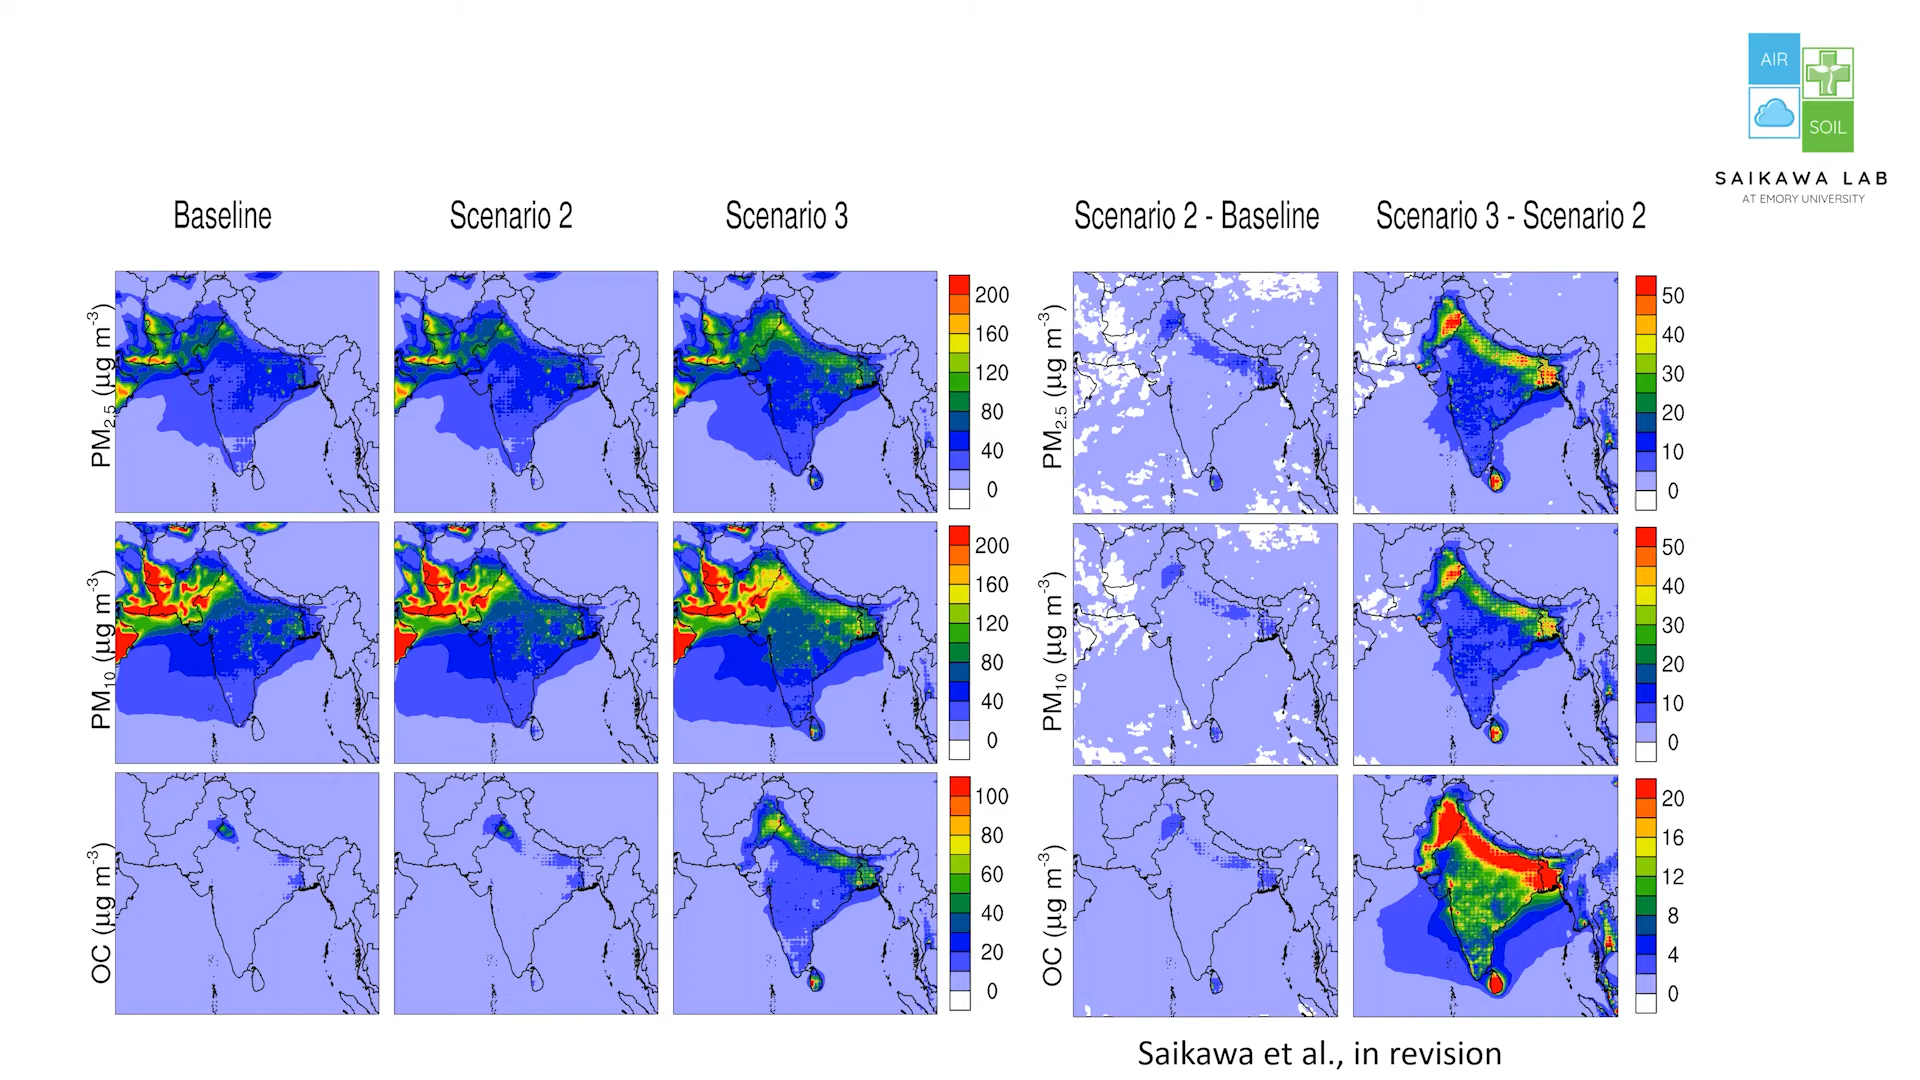 AIR
SOIL
SAIKAWA LAB
AT EMORY UNIVERSITY
Baseline
Scenario 2
Scenario 3
Scenario 2 - Baseline
Scenario 3 - Scenario 2
PM2.5 (µg m-3)
200
160
120
80
40
0
PM2.5 (µg m-3)
50
40
30
20
10
0
PM10 (µg m-3)
200
160
120
80
40
0
PM10 (µg m-3)
50
40
30
20
10
0
OC (µg m-3)
100
80
60
40
20
0
OC (µg m-3)
20
16
12
8
4
0
Saikawa et al., in revision